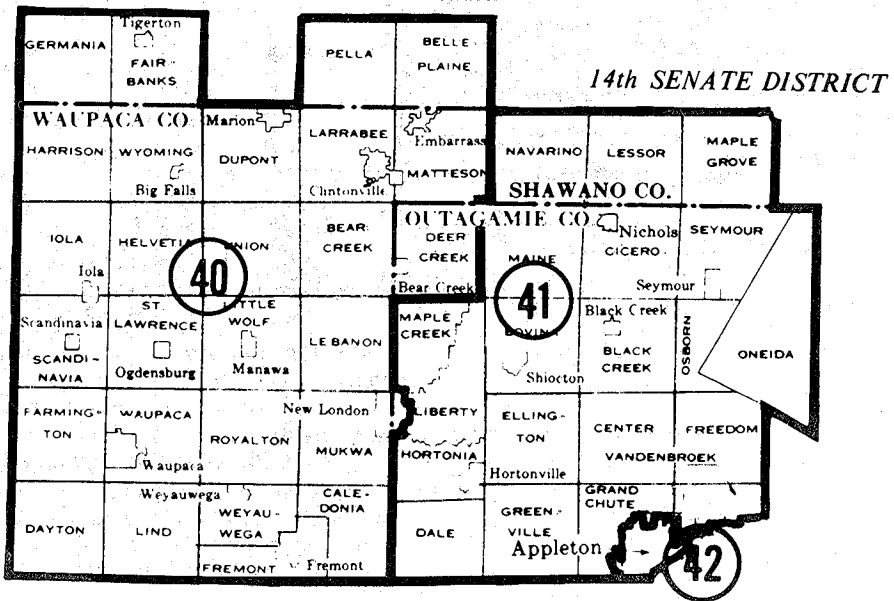 14th SENATE DISTRICT
Tigerton
GERMANIA
FAIR-
BANKS
PELLA
BELLE
PLAINE
WAUPACA CO
Marion
HARRISON
WYOMING
Big Falls
DUPONT
LARRABEE
Clintonville
Embarrass
MATTESON
NAVARINO
LESSOR
MAPLE
GROVE
SHAWANO CO.
OUTAGAMIE CO.
IOLA
Iola
HELVETIA
40
UNION
BEAR
CREEK
DEER
CREEK
Bear Creek
MAINE
41
Nichols
CICERO
SEYMOUR
Seymour
Scandinavia
SCANDI-
NAVIA
ST.
LAWRENCE
Ogdensburg
LITTLE
WOLF
Manawa
LEBANON
MAPLE
CREEK
BOVINA
Shiocton
Black Creek
BLACK
CREEK
OSBORN
ONEIDA
FARMING-
TON
WAUPACA
Waupaca
ROYALTON
New London
MUKWA
LIBERTY
HORTONIA
Hortonville
ELLING-
TON
CENTER
FREEDOM
VANDENBROEK
DAYTON
LIND
Weyauwega
WEYAU-
WEGA
CALE-
DONIA
FREMONT
Fremont
DALE
GREEN-
VILLE
GRAND
CHUTE
Appleton
42